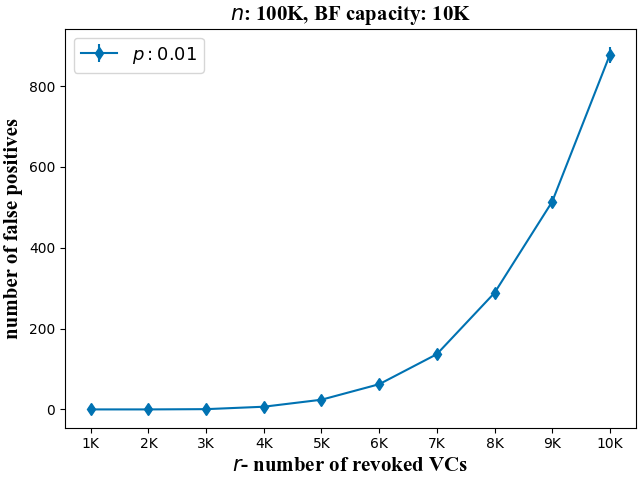 n: 100K, BF capacity: 10K
p : 0.01
number of false positives
800
600
400
200
0
1K 2K 3K 4K 5K 6K 7K 8K 9K 10K
r- number of revoked VCs